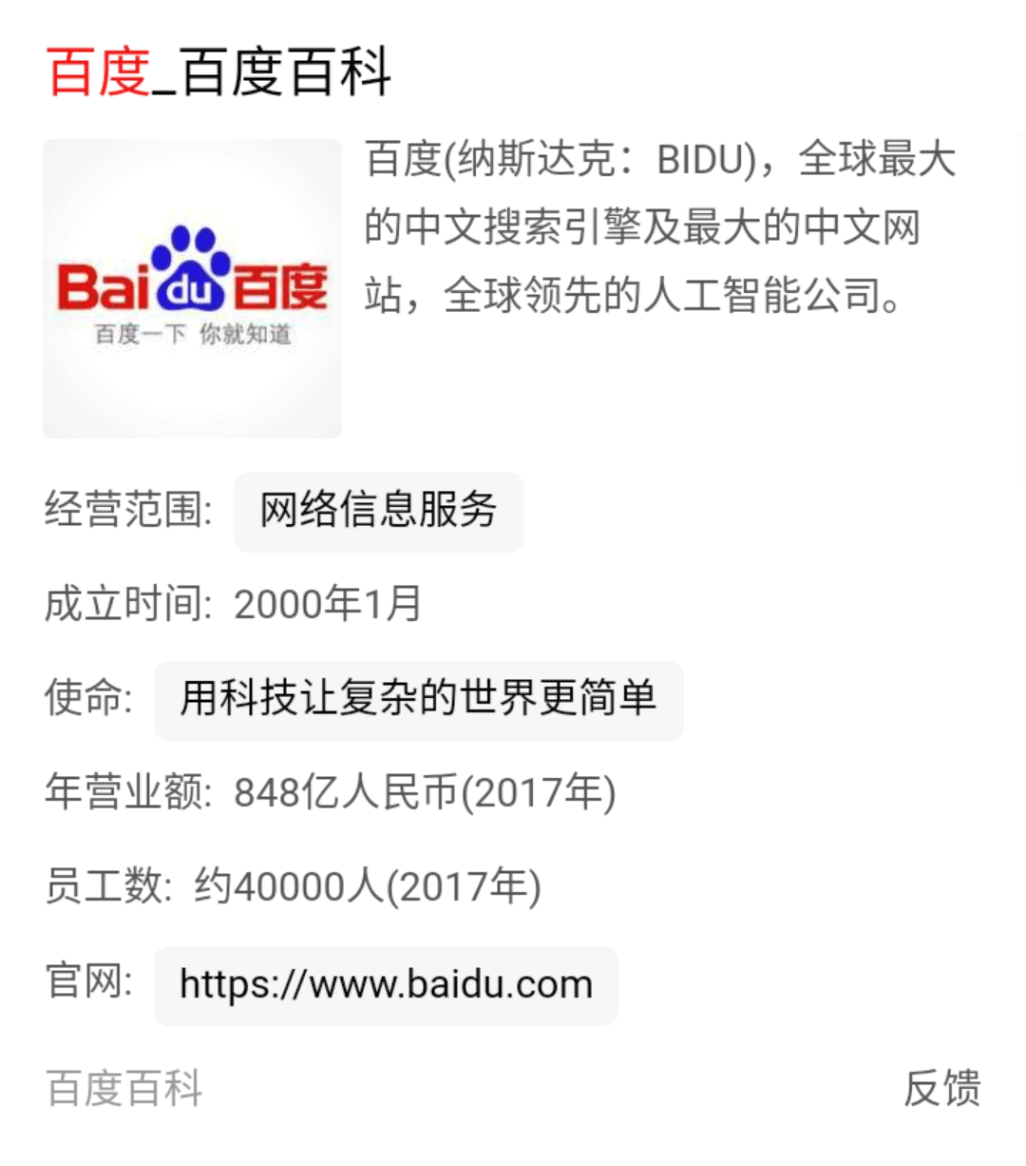 百度_百度百科
Bai du 百度
百度一下 你就知道
百度(纳斯达克：BIDU)，全球最大
的中文搜索引擎及最大的中文网
站，全球领先的人工智能公司。
经营范围: 网络信息服务
成立时间: 2000年1月
使命: 用科技让复杂的世界更简单
年营业额: 848亿人民币(2017年)
员工数: 约40000人(2017年)
官网: https://www.baidu.com
百度百科 反馈